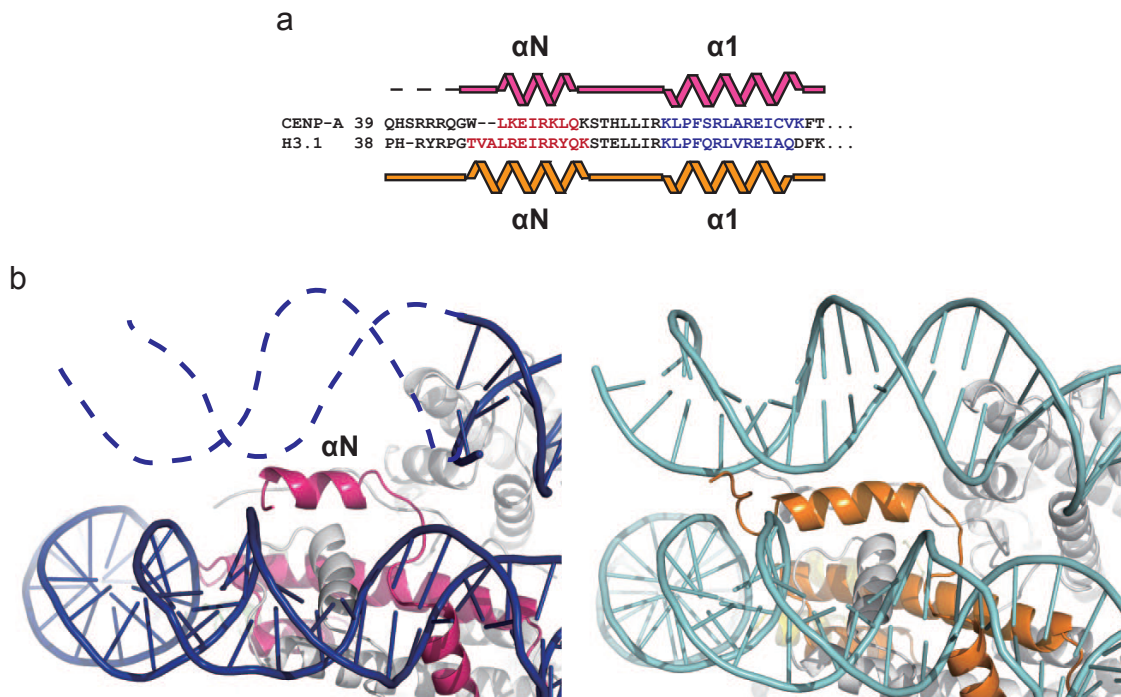 a
αN α1
CENP-A 39 QHSRRRQGW--LKEIRKLQKSTHLLIRKLPFSRLAREICVKFT...
H3.1 38 PH-RYRPGTVALREIRRYQKSTELLIRKLPFQRLVREIAQDFK...
αN α1
b
αN